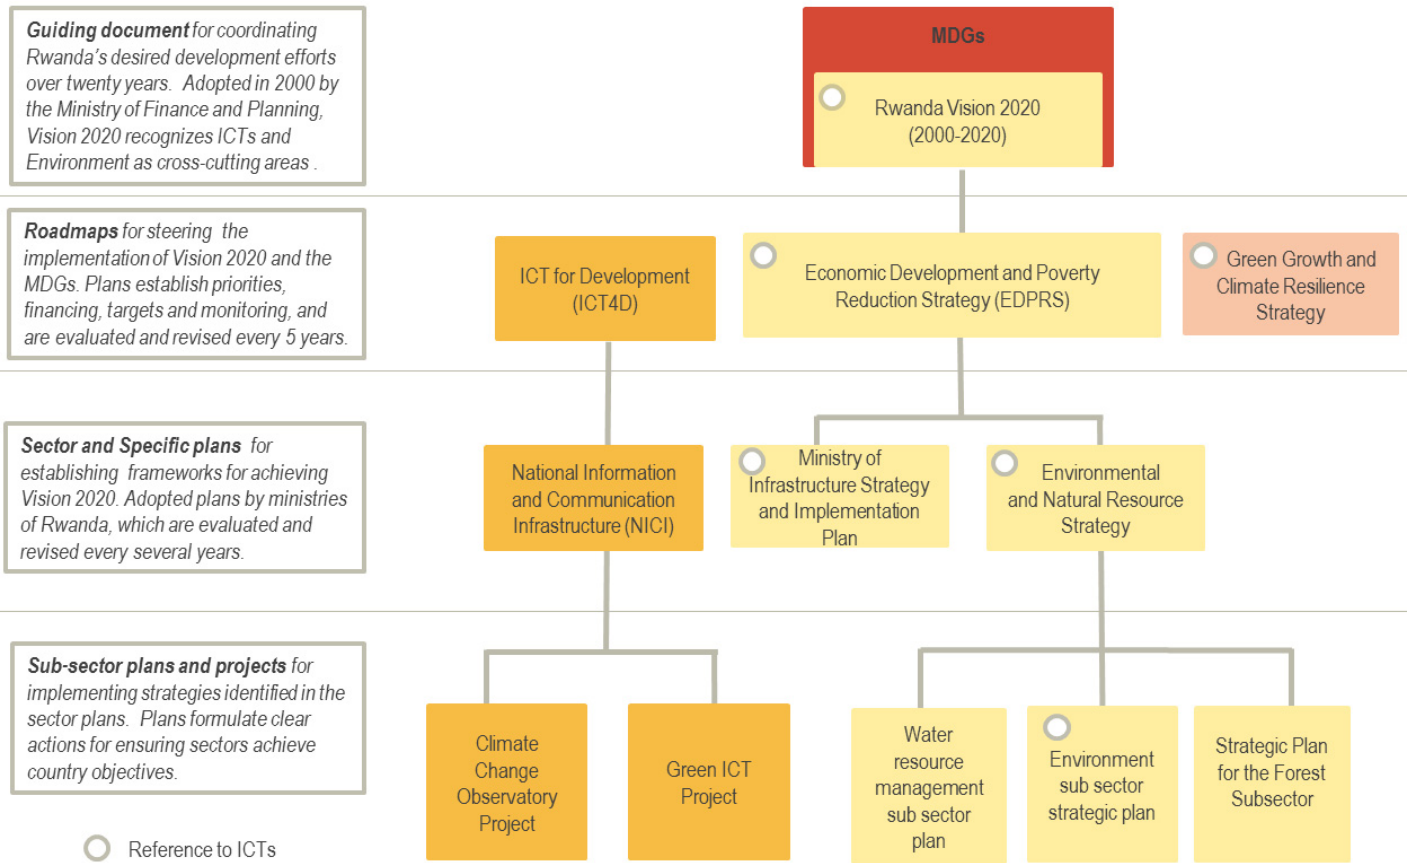 Guiding document for coordinating
Rwanda's desired development efforts
over twenty years. Adopted in 2000 by
the Ministry of Finance and Planning,
Vision 2020 recognizes ICTs and
Environment as cross-cutting areas .
MDGs
Rwanda Vision 2020
(2000-2020)
Roadmaps for steering the
implementation of Vision 2020 and the
MDGs. Plans establish priorities,
financing, targets and monitoring, and
are evaluated and revised every 5 years.
ICT for Development
(ICT4D)
Economic Development and Poverty
Reduction Strategy (EDPRS)
Green Growth and
Climate Resilience
Strategy
Sector and Specific plans for
establishing frameworks for achieving
Vision 2020. Adopted plans by ministries
of Rwanda, which are evaluated and
revised every several years.
National Information
and Communication
Infrastructure (NICI)
Ministry of
Infrastructure Strategy
and Implementation
Plan
Environmental
and Natural Resource
Strategy
Sub-sector plans and projects for
implementing strategies identified in the
sector plans. Plans formulate clear
actions for ensuring sectors achieve
country objectives.
Climate
Change
Observatory
Project
Green ICT
Project
Water
resource
management
sub sector
plan
Environment
sub sector
strategic plan
Strategic Plan
for the Forest
Subsector
Reference to ICTs